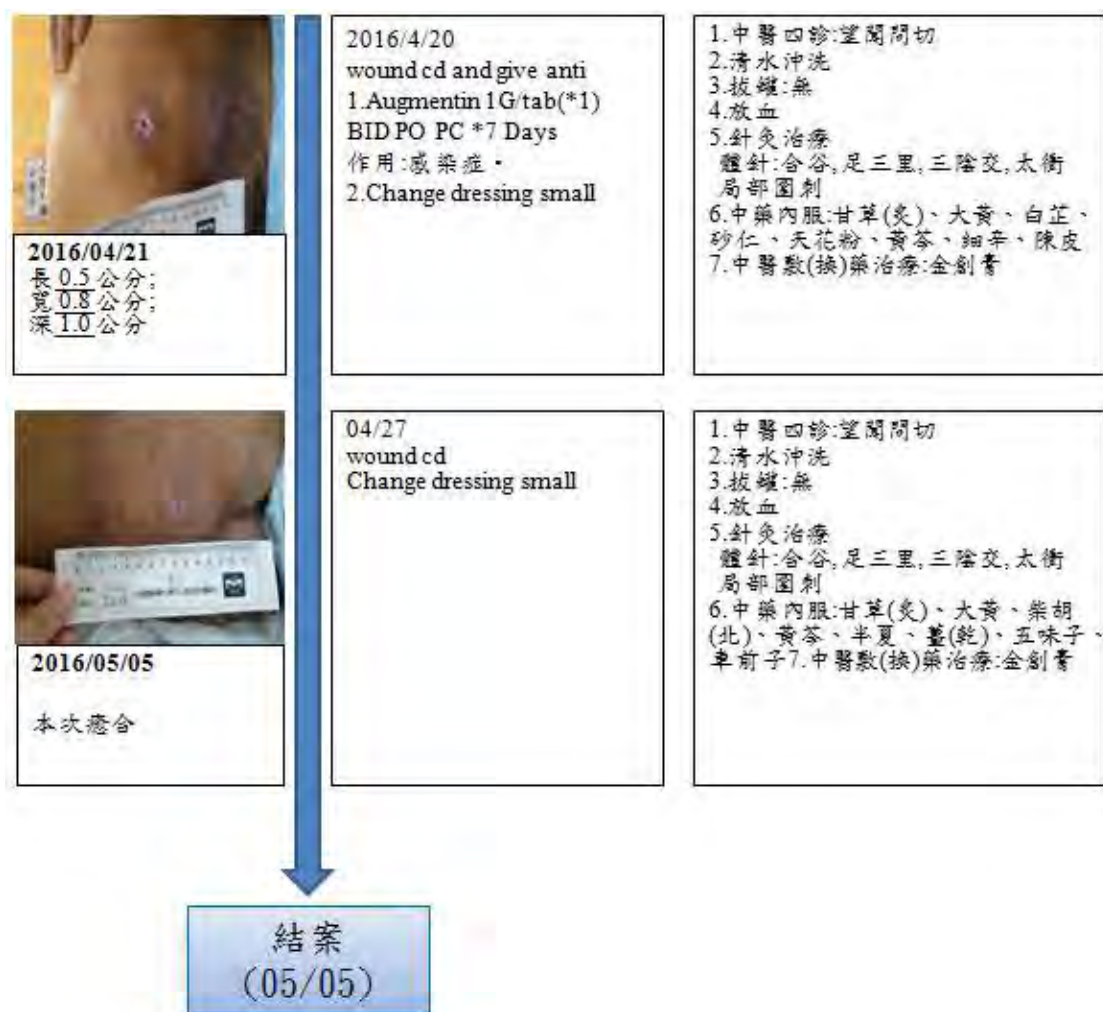 2016/04/21
長 0.5 公分;
寬 0.8 公分;
深 1.0 公分
2016/4/20
wound cd and give anti
1.Augmentin 1G/tab(*1)
BID PO PC *7 Days
作用:感染症。
2.Change dressing small
1.中醫四診:望聞問切
2.清水沖洗
3.拔罐:無
4.放血
5.針灸治療
體針:合谷,足三里,三陰交,太衝
局部圍刺
6.中藥內服:甘草(炙)、大黃、白芷、
砂仁、天花粉、黃芩、細辛、陳皮
7.中醫敷(換)藥治療:金創膏
2016/05/05
本次癒合
04/27
wound cd
Change dressing small
1.中醫四診:望聞問切
2.清水沖洗
3.拔罐:無
4.放血
5.針灸治療
體針:合谷,足三里,三陰交,太衝
局部圍刺
6.中藥內服:甘草(炙)、大黃、柴胡
(北)、黃芩、半夏、薑(乾)、五味子、
車前子7.中醫敷(換)藥治療:金創膏
結案
(05/05)